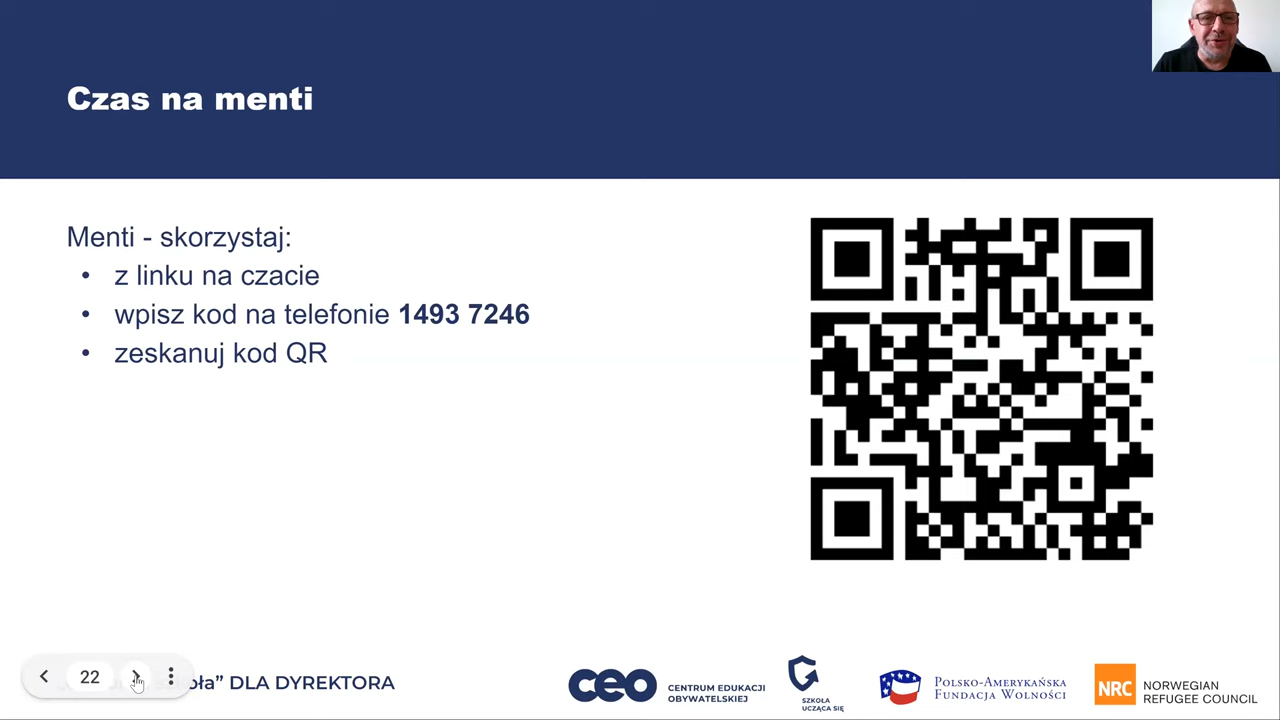 Czas na menti
Menti - skorzystaj:
• z linku na czacie
• wpisz kod na telefonie 1493 7246
• zeskanuj kod QR
22
oła” DLA DYREKTORA
ceo
CENTRUM EDUKACJI
OBYWATELSKIEJ
SZKOŁA
UCZĄCA SIĘ
POLSKO-AMERYKAŃSKA
FUNDACJA WOLNOŚCI
NRC
NORWEGIAN
REFUGEE COUNCIL